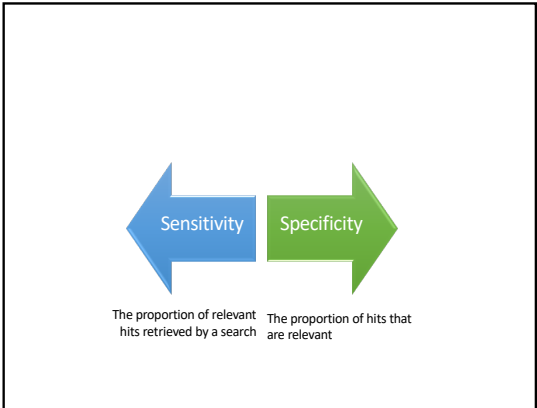 Sensitivity
Specificity
The proportion of relevant
hits retrieved by a search
The proportion of hits that
are relevant